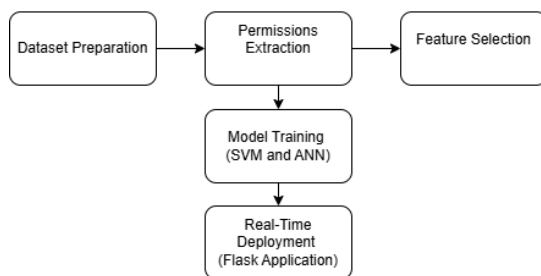 Dataset Preparation
Permissions
Extraction
Feature Selection
Model Training
(SVM and ANN)
Real-Time
Deployment
(Flask Application)